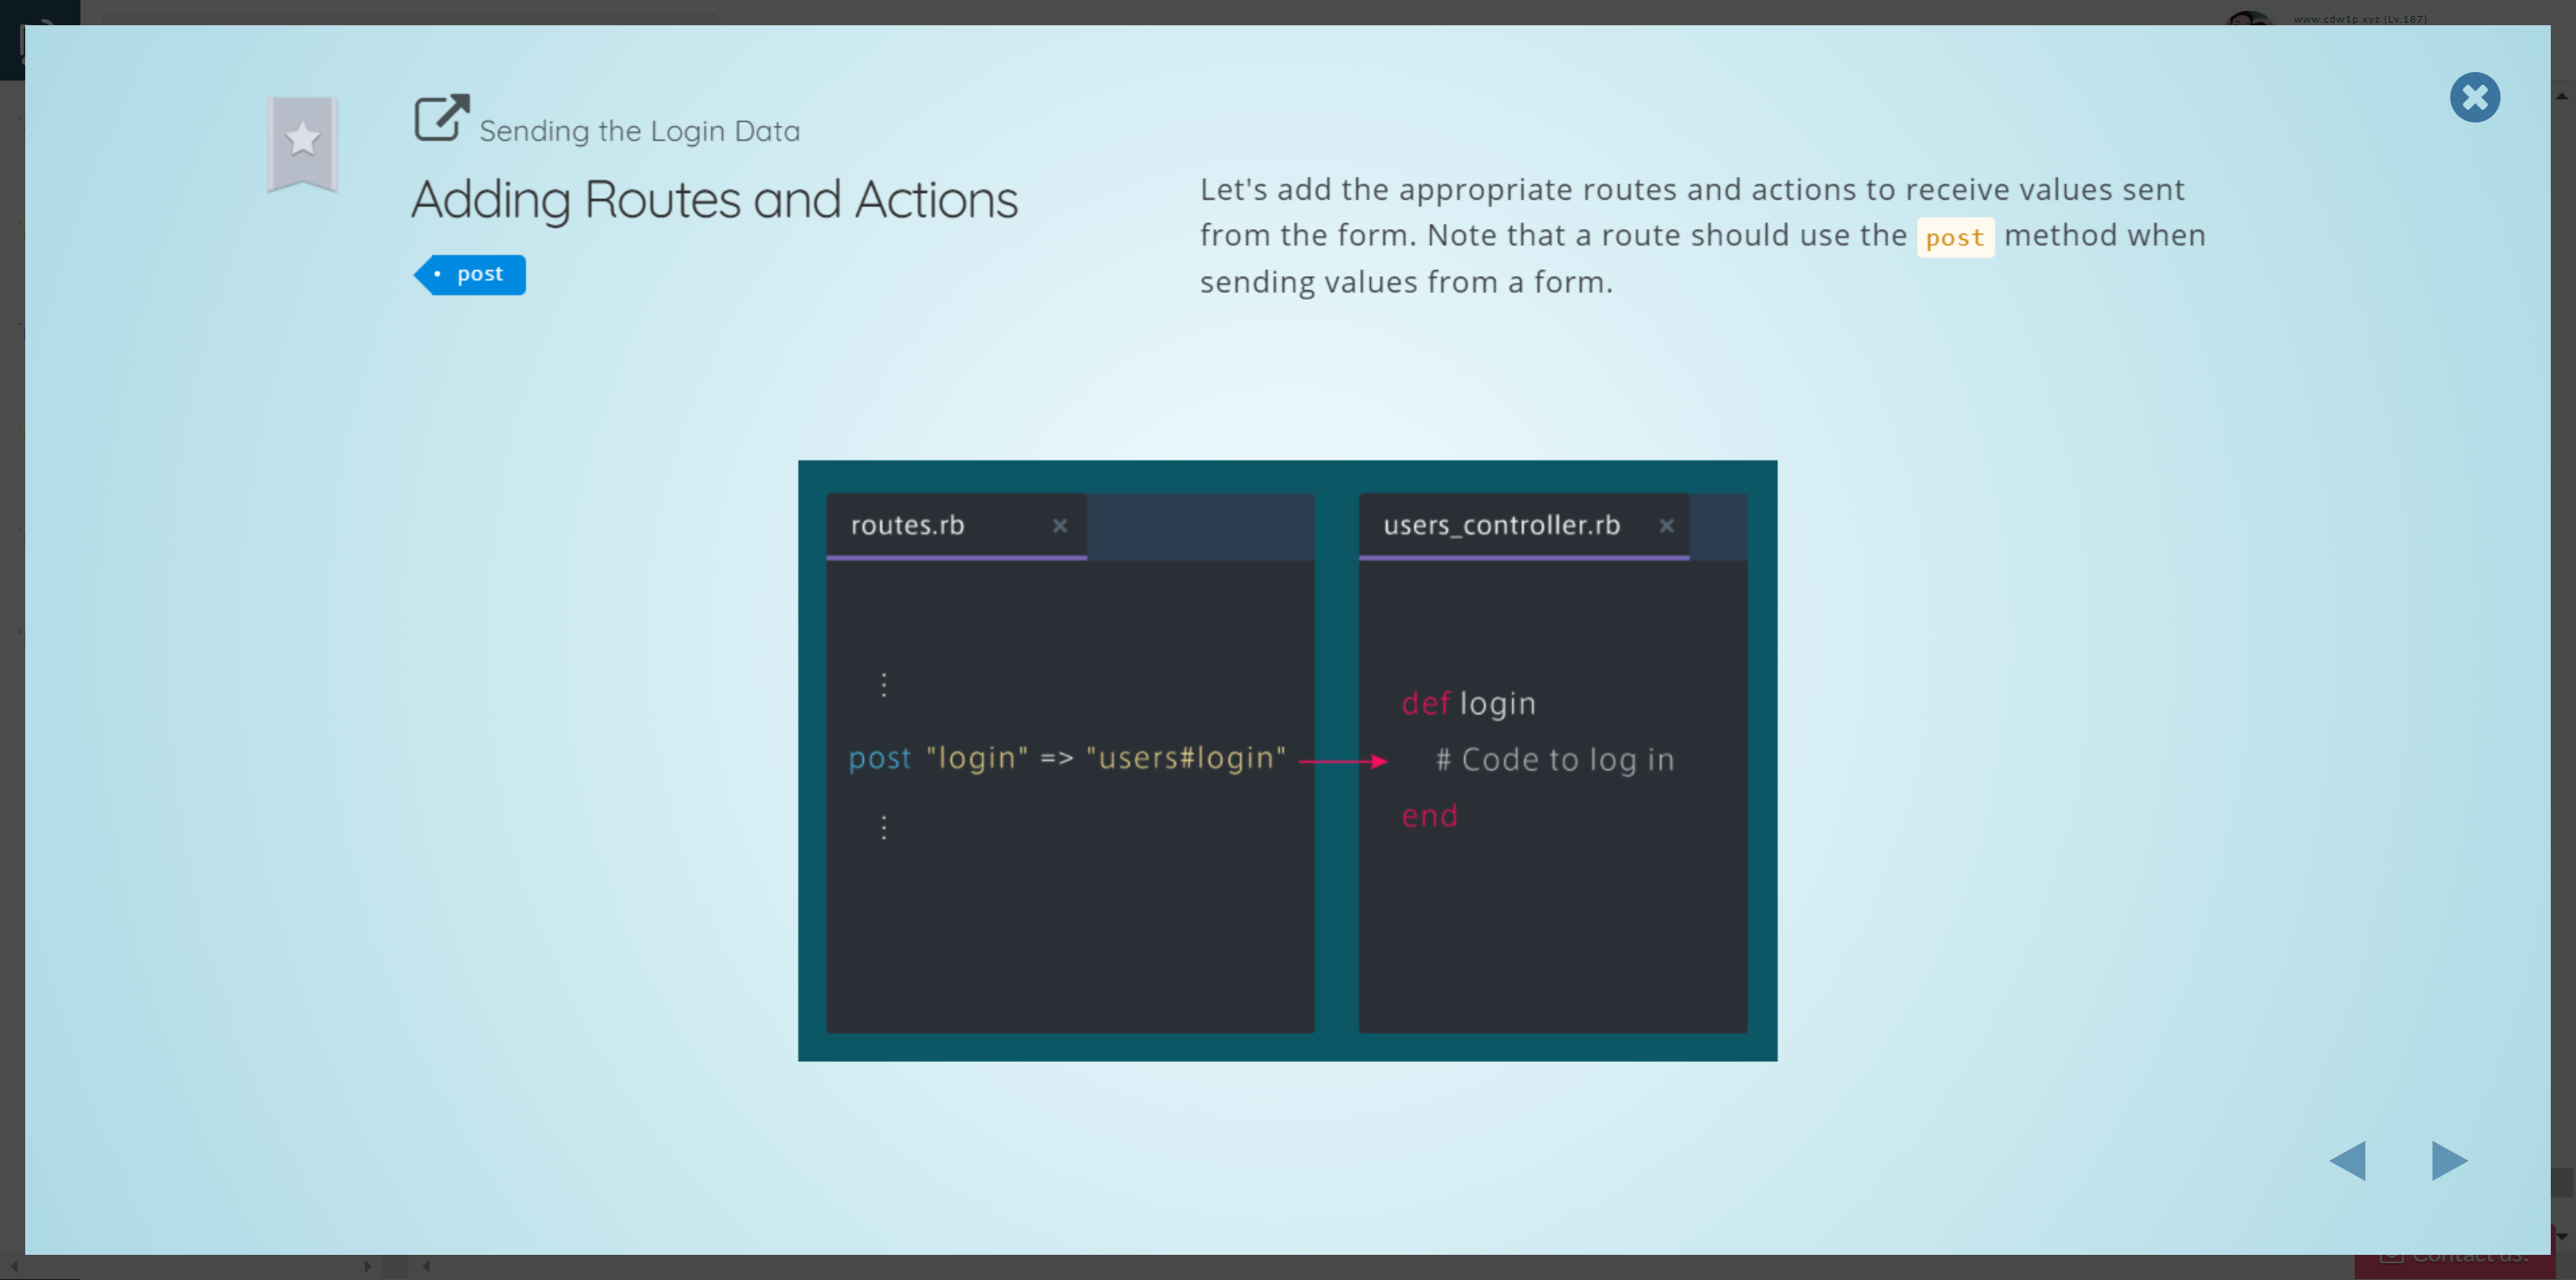 www.cdw1p.xyz (Lv.187)
Sending the Login Data
Adding Routes and Actions
post
Let's add the appropriate routes and actions to receive values sent
from the form. Note that a route should use the post method when
sending values from a form.
routes.rb
⋮
post "login" => "users#login"
⋮
users_controller.rb
def login
# Code to log in
end
Contact us!